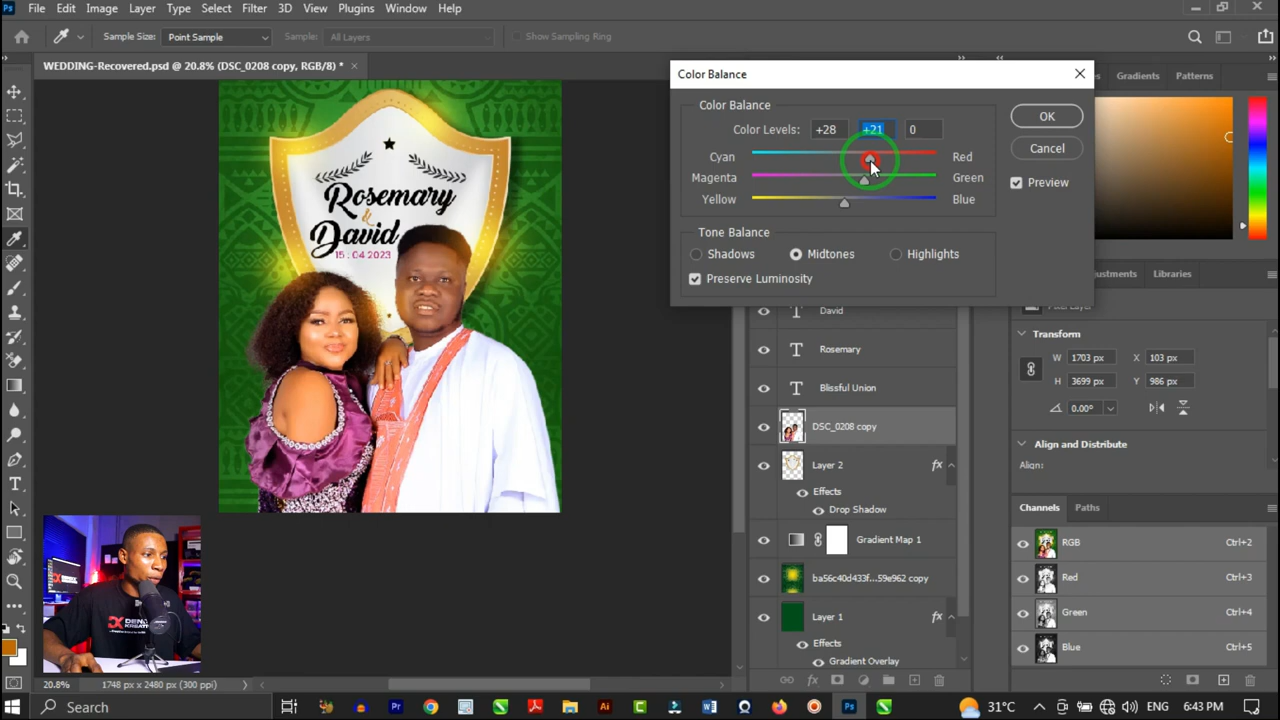 File Edit Image Layer Type Select Filter 3D View Plugins Window Help
Sample Size: Point Sample Sample: All Layers Show Sampling Ring
WEDDING-Recovered.psd @ 20.8% (DSC_0208 copy, RGB/8) *
Color Balance
Color Balance
Color Levels: +28 +21 0
Cyan Red
Magenta Green
Yellow Blue
Tone Balance
Shadows Midtones Highlights
Preserve Luminosity
OK
Cancel
Preview
Gradients Patterns
Rosemary
&
David
15 . 04 2023
David
Rosemary
Blissful Union
DSC_0208 copy
Layer 2 fx
Effects
Drop Shadow
Gradient Map 1
ba56c40d433f...59e962 copy
Layer 1 fx
Effects
Gradient Overlay
Libraries
Transform
W 1703 px X 103 px
H 3699 px Y 986 px
0.00°
Align and Distribute
Align:
Channels Paths
RGB Ctrl+2
Red Ctrl+3
Green Ctrl+4
Blue Ctrl+5
20.8% 1748 px x 2480 px (300 ppi)
Search
31°C ENG 6:43 PM